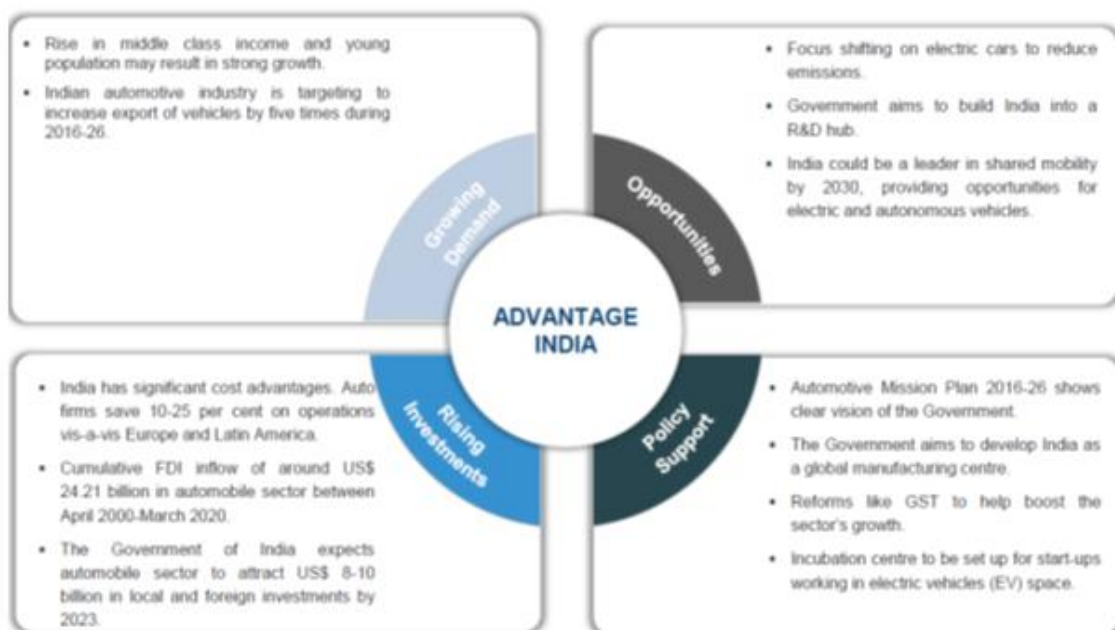 • Rise in middle class income and young
population may result in strong growth.
• Indian automotive industry is targeting to
increase export of vehicles by five times during
2016-26.
Growing
Demand
• Focus shifting on electric cars to reduce
emissions.
• Government aims to build India into a
R&D hub.
• India could be a leader in shared mobility
by 2030, providing opportunities for
electric and autonomous vehicles.
Opportunities
ADVANTAGE
INDIA
• India has significant cost advantages. Auto
firms save 10-25 per cent on operations
vis-a-vis Europe and Latin America.
• Cumulative FDI inflow of around US$
24.21 billion in automobile sector between
April 2000-March 2020.
• The Government of India expects
automobile sector to attract US$ 8-10
billion in local and foreign investments by
2023.
Rising
Investments
• Automotive Mission Plan 2016-26 shows
clear vision of the Government.
• The Government aims to develop India as
a global manufacturing centre.
• Reforms like GST to help boost the
sector's growth.
• Incubation centre to be set up for start-ups
working in electric vehicles (EV) space.
Policy
Support